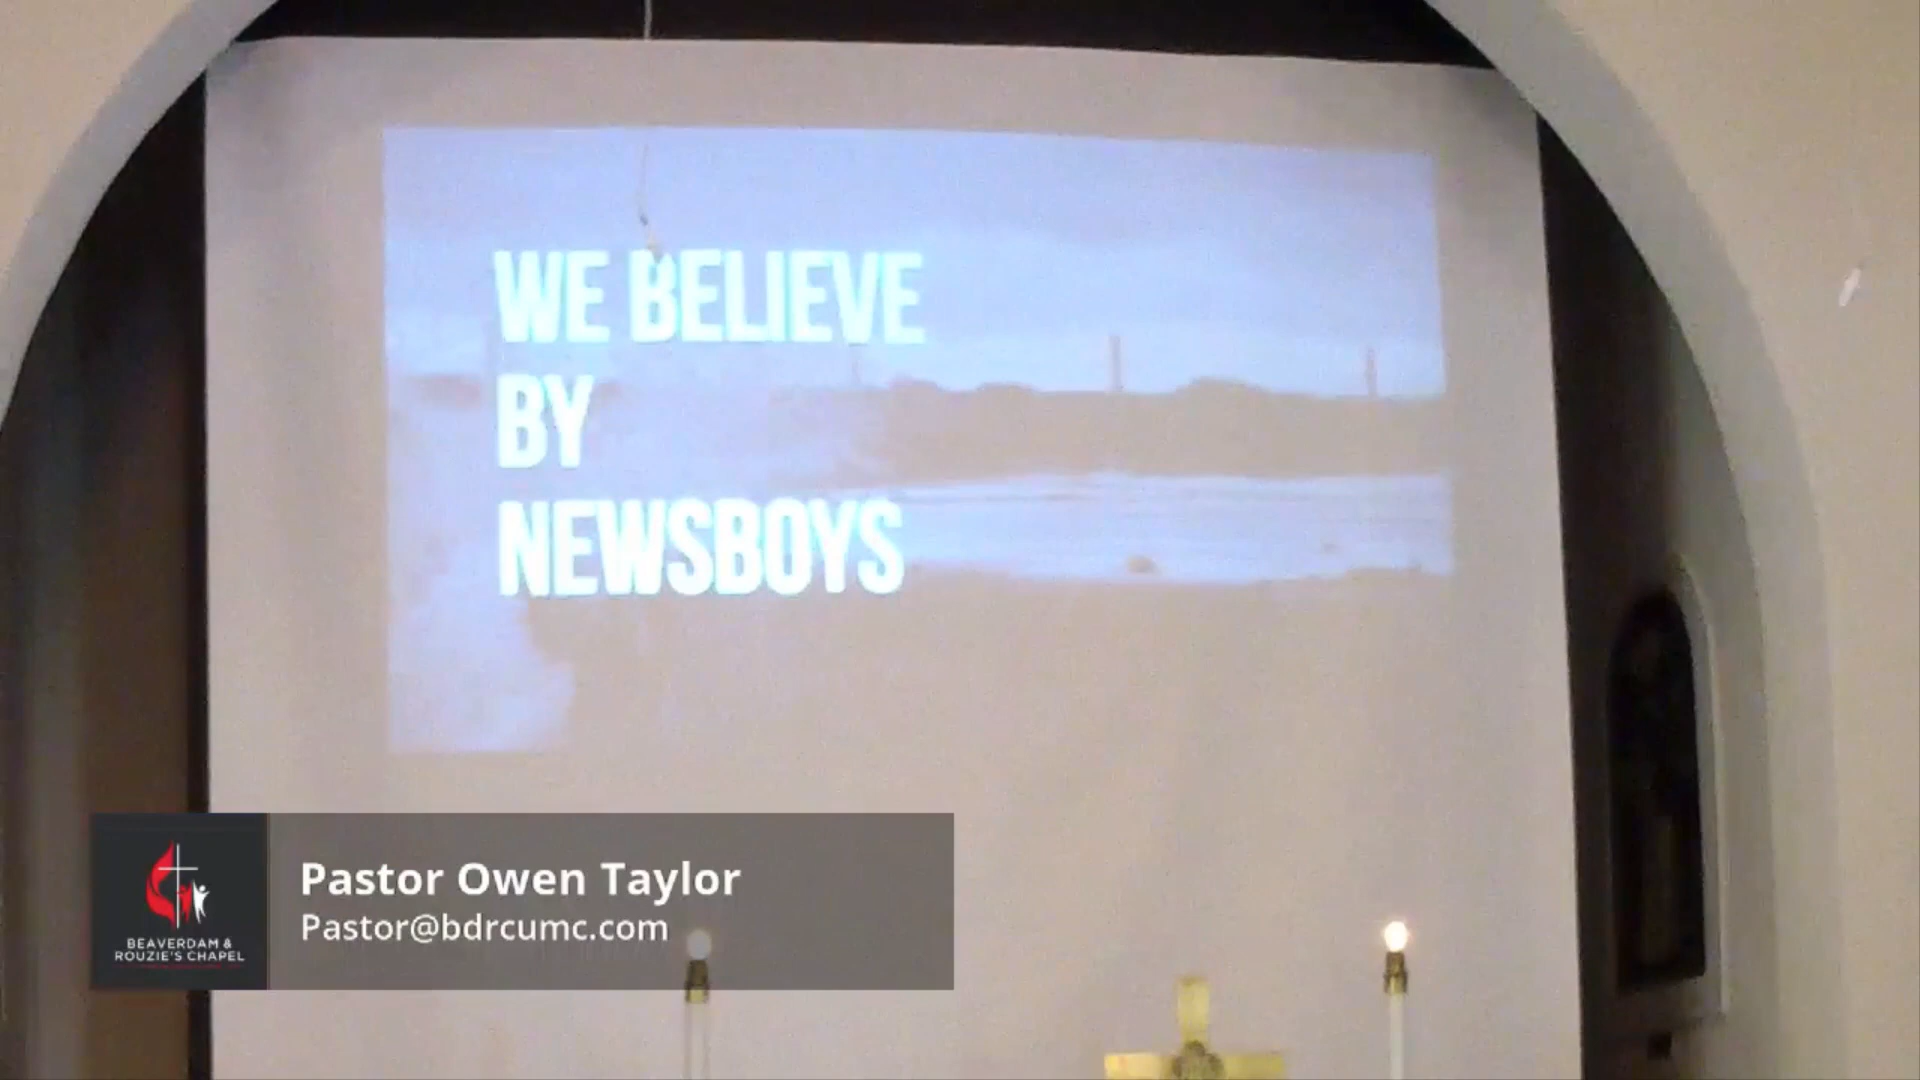 WE BELIEVE
BY
NEWSBOYS
Pastor Owen Taylor
Pastor@bdrcumc.com
BEAVERDAM &
ROUZIE'S CHAPEL